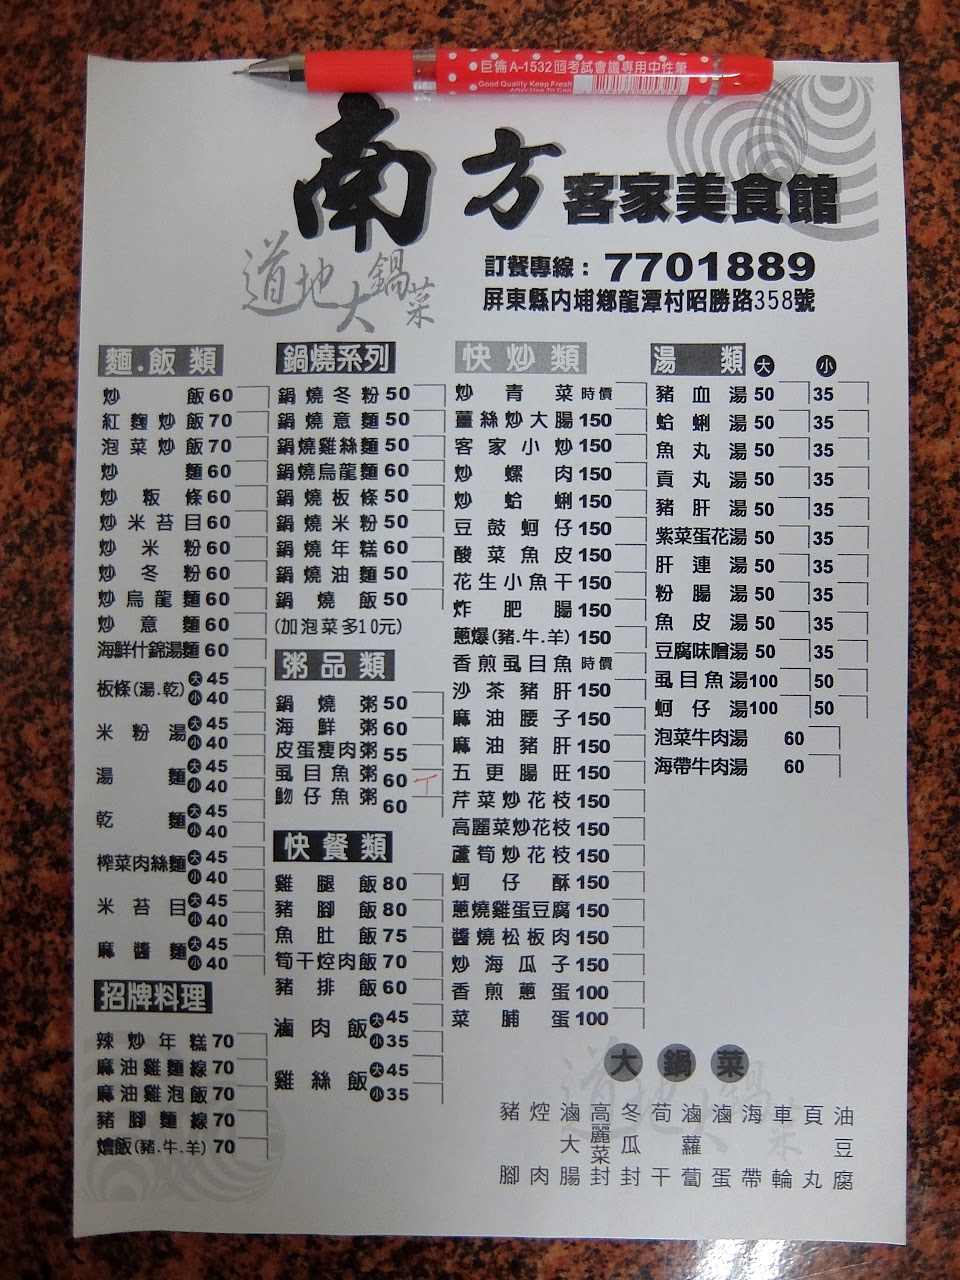 巨倫 A-1532 考試會議專用中性筆
Good Quality Keep Fresh
After Use To Cap
南方 客家美食館
道地大鍋菜
訂餐專線：7701889
屏東縣内埔鄉龍潭村昭勝路358號
麵.飯類
炒飯 60
紅麴炒飯 70
泡菜炒飯 70
炒麵 60
炒粄條 60
炒米苔目 60
炒米粉 60
炒冬粉 60
炒烏龍麵 60
炒意麵 60
海鮮什錦湯麵 60
板條(湯.乾) 大 45 小 40
米粉湯 大 45 小 40
湯麵 大 45 小 40
乾麵 大 45 小 40
榨菜肉絲麵 大 45 小 40
米苔目 大 45 小 40
麻醬麵 大 45 小 40
招牌料理
辣炒年糕 70
麻油雞麵線 70
麻油雞泡飯 70
豬腳麵線 70
燴飯(豬.牛.羊) 70
鍋燒系列
鍋燒冬粉 50
鍋燒意麵 50
鍋燒雞絲麵 50
鍋燒烏龍麵 60
鍋燒板條 50
鍋燒米粉 50
鍋燒年糕 60
鍋燒油麵 50
鍋燒飯 50
(加泡菜多10元)
粥品類
鍋燒粥 50
海鮮粥 60
皮蛋瘦肉粥 55
虱目魚粥 60
魩仔魚粥 60
快餐類
雞腿飯 80
豬腳飯 80
魚肚飯 75
筍干焢肉飯 70
豬排飯 60
滷肉飯 大 45 小 35
雞絲飯 大 45 小 35
快炒類
炒青菜 時價
薑絲炒大腸 150
客家小炒 150
炒螺肉 150
炒蛤蜊 150
豆鼓蚵仔 150
酸菜魚皮 150
花生小魚干 150
炸肥腸 150
蔥爆(豬.牛.羊) 150
香煎虱目魚 時價
沙茶豬肝 150
麻油腰子 150
麻油豬肝 150
五更腸旺 150
芹菜炒花枝 150
高麗菜炒花枝 150
蘆筍炒花枝 150
蚵仔酥 150
蔥燒雞蛋豆腐 150
醬燒松板肉 150
炒海瓜子 150
香煎蔥蛋 100
菜脯蛋 100
湯類 大 小
豬血湯 50 35
蛤蜊湯 50 35
魚丸湯 50 35
貢丸湯 50 35
豬肝湯 50 35
紫菜蛋花湯 50 35
肝連湯 50 35
粉腸湯 50 35
魚皮湯 50 35
豆腐味噌湯 50 35
虱目魚湯 100 50
蚵仔湯 100 50
泡菜牛肉湯 60
海帶牛肉湯 60
大鍋菜
豬腳
焢肉
滷大腸
高麗菜封
冬瓜封
荀干
滷蘿蔔
滷蛋
海帶
車輪
貢丸
油豆腐